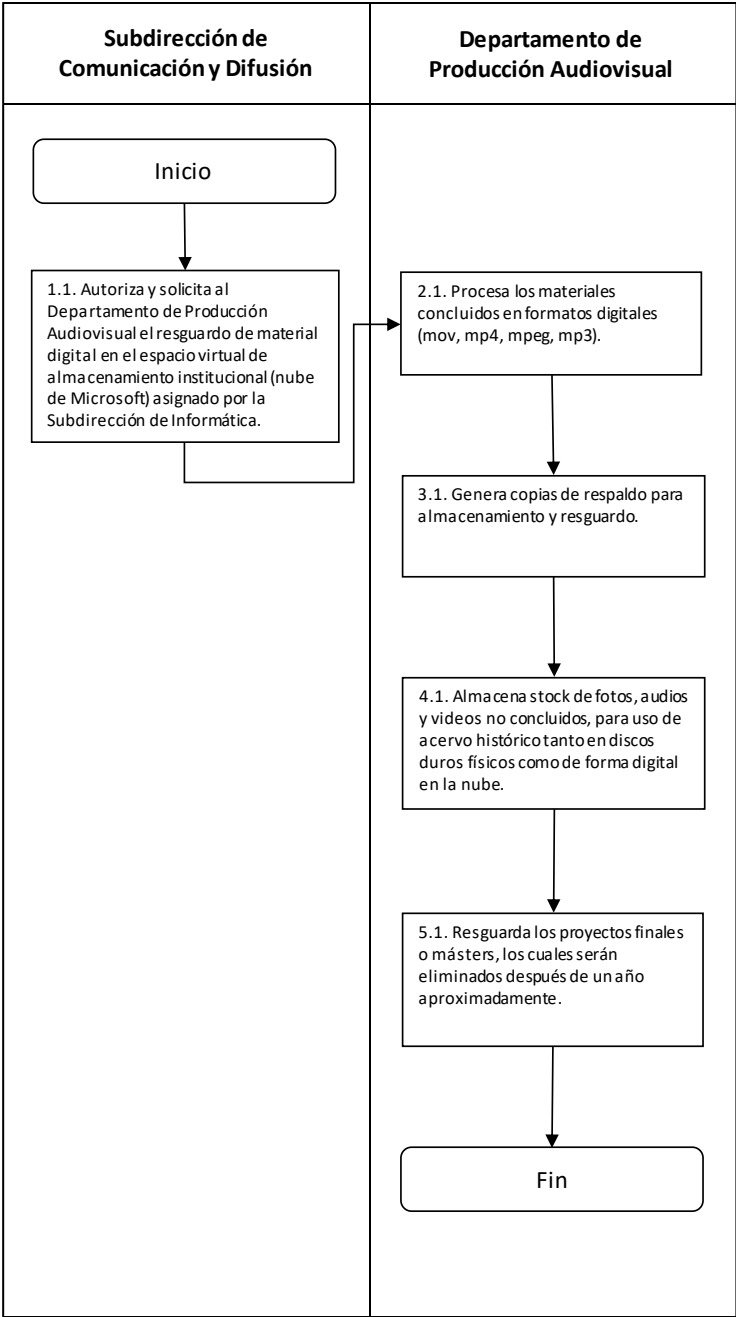 Subdirección de
Comunicación y Difusión
Departamento de
Producción Audiovisual
Inicio
1.1. Autoriza y solicita al
Departamento de Producción
Audiovisual el resguardo de material
digital en el espacio virtual de
almacenamiento institucional (nube
de Microsoft) asignado por la
Subdirección de Informática.
2.1. Procesa los materiales
concluidos en formatos digitales
(mov, mp4, mpeg, mp3).
3.1. Genera copias de respaldo para
almacenamiento y resguardo.
4.1. Almacena stock de fotos, audios
y videos no concluidos, para uso de
acervo histórico tanto en discos
duros físicos como de forma digital
en la nube.
5.1. Resguarda los proyectos finales
o másters, los cuales serán
eliminados después de un año
aproximadamente.
Fin